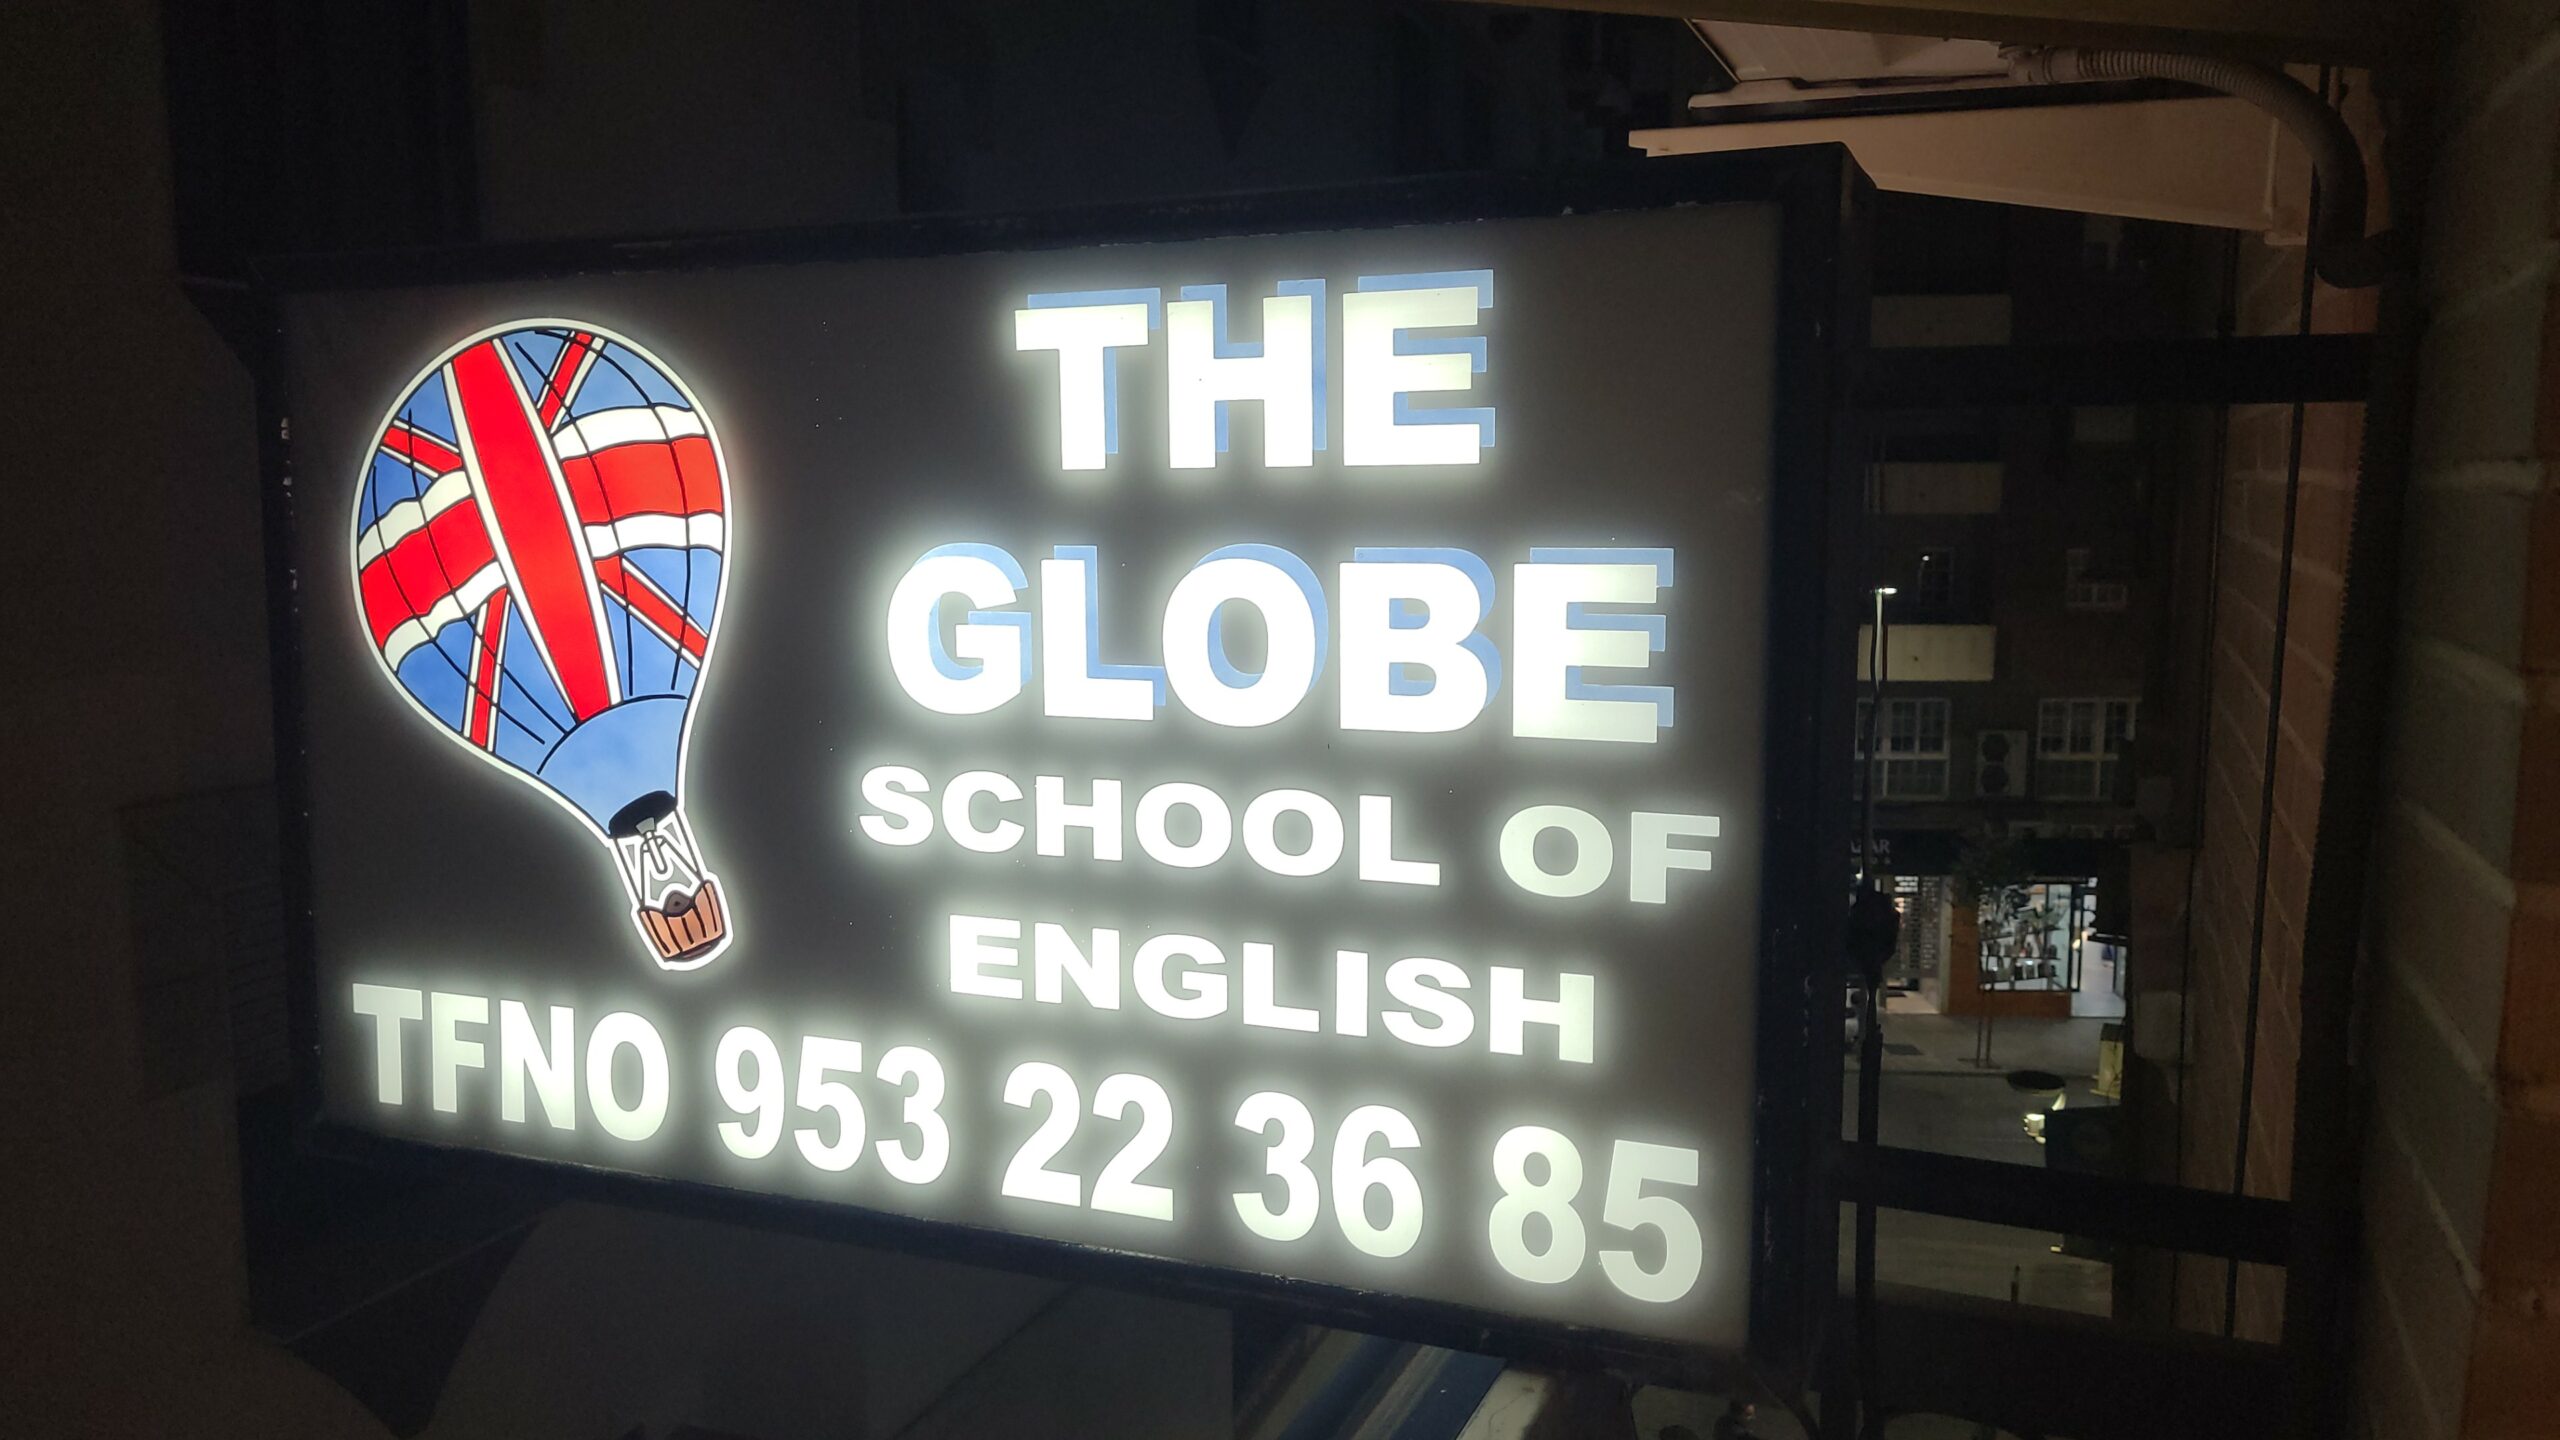 THE
GLOBE
SCHOOL OF
ENGLISH
TFNO 953 22 36 85